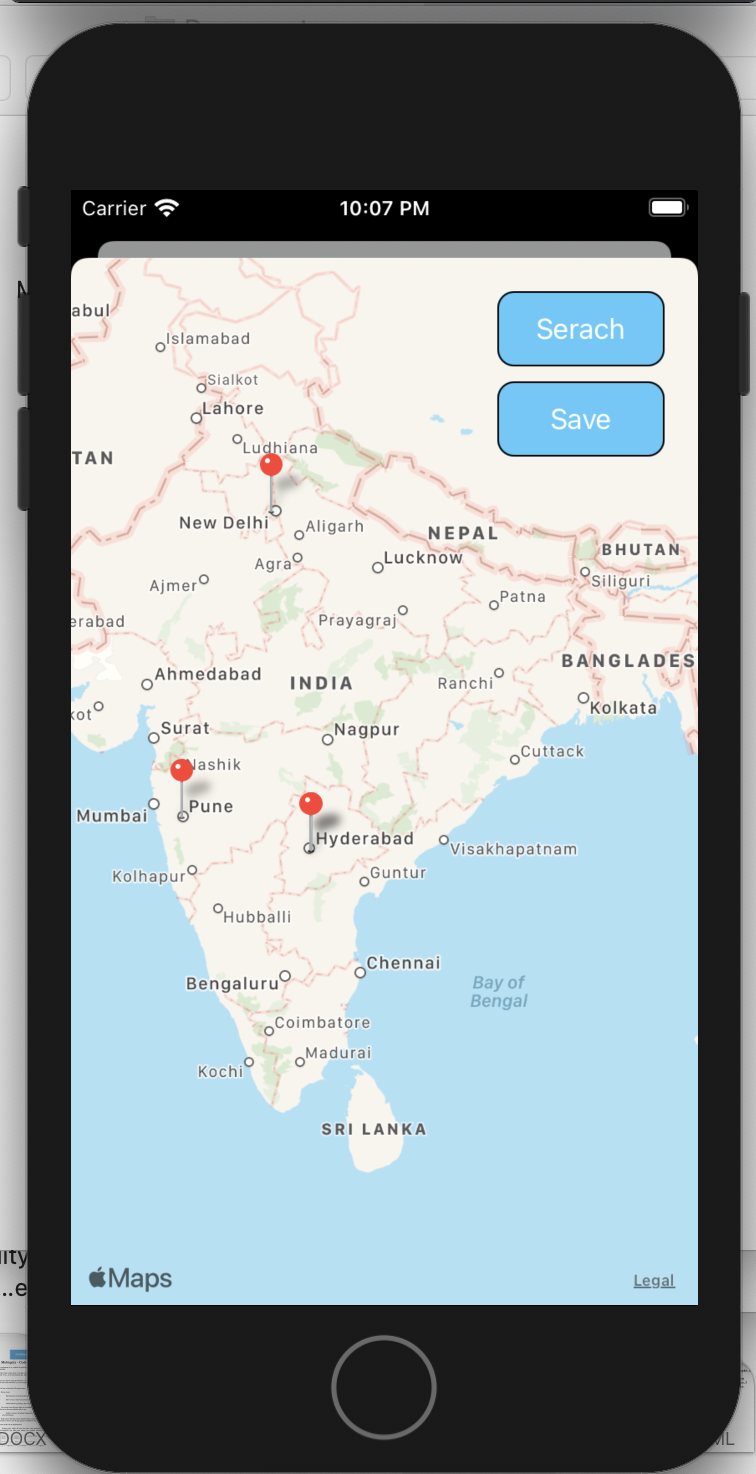 Carrier
10:07 PM
abul
Islamabad
Serach
Sialkot
Lahore
Save
Ludhiana
TAN
New Delhi
Aligarh
NEPAL
BHUTAN
Agra
Lucknow
Ajmer
Siliguri
Patna
erabad
Prayagraj
BANGLADES
Ahmedabad
INDIA
Ranchi
kot
Kolkata
Surat
Nagpur
Cuttack
Nashik
Mumbai
Pune
Hyderabad
Visakhapatnam
Kolhapur
Guntur
Hubballi
Chennai
Bengaluru
Bay of
Bengal
Coimbatore
Madurai
Kochi
SRI LANKA
Maps
Legal
DOCX